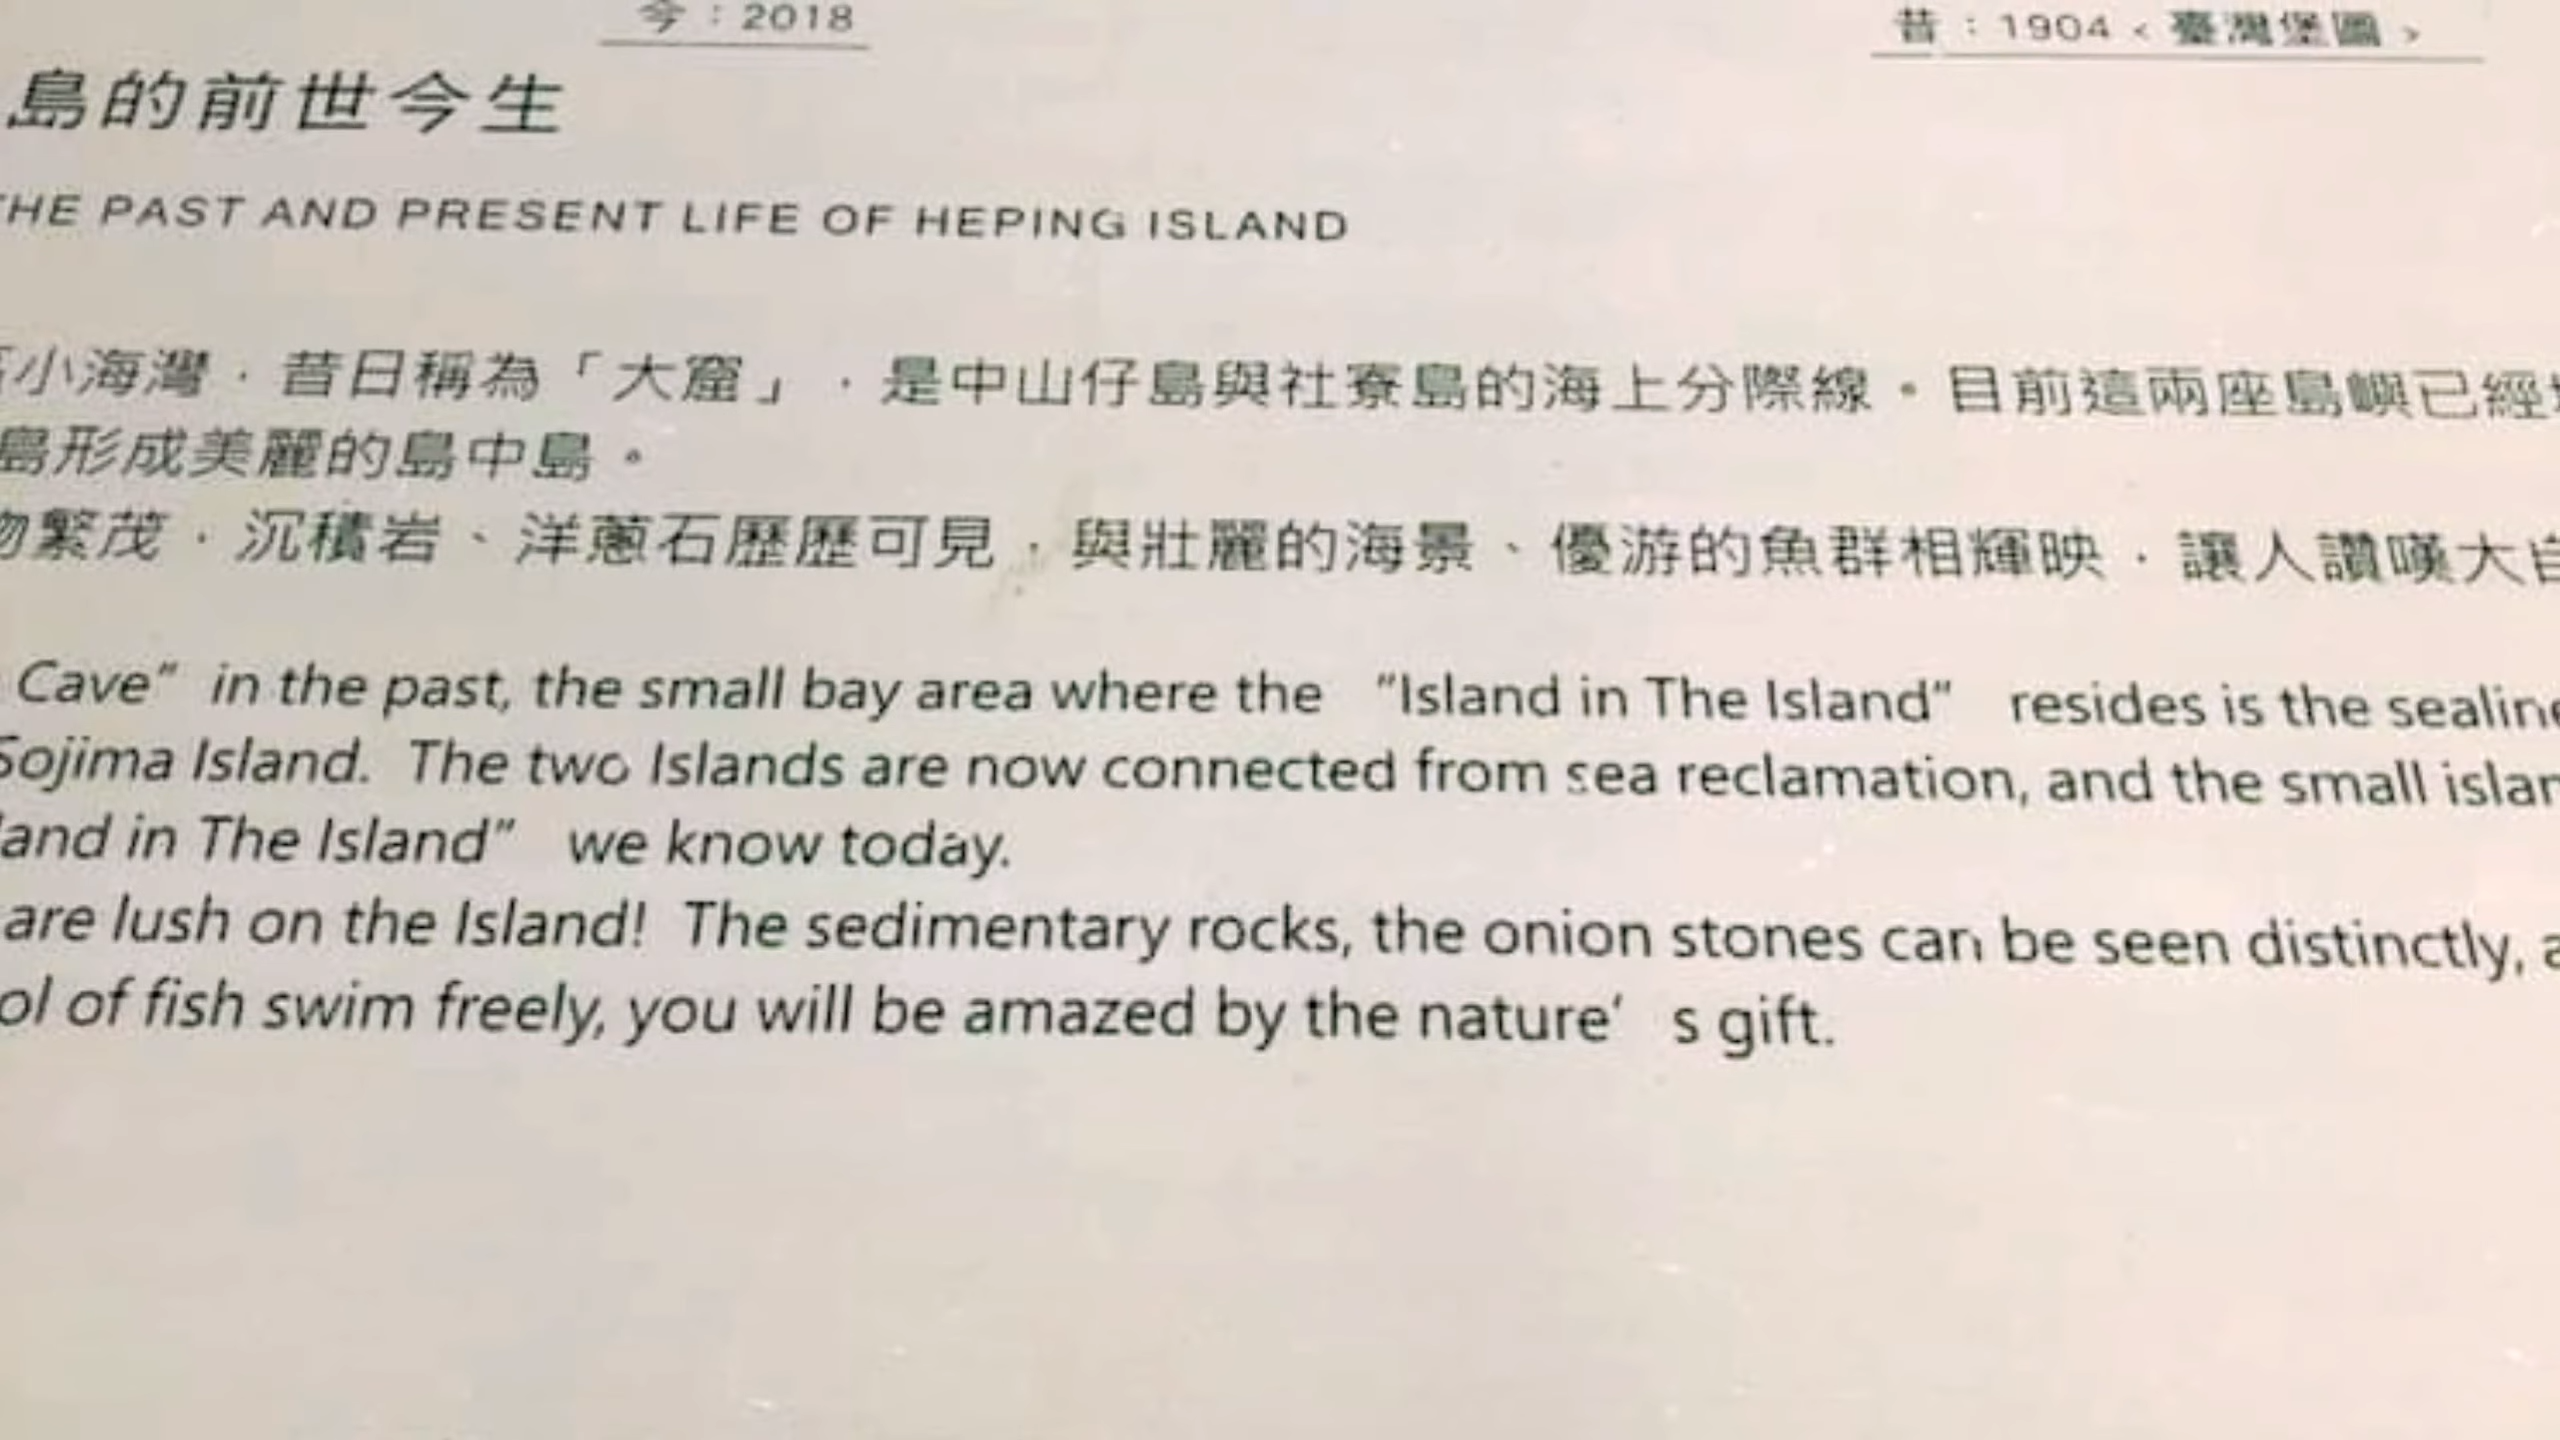 今：2018
昔：1904 < 臺灣堡圖 >
島的前世今生
THE PAST AND PRESENT LIFE OF HEPING ISLAND
小海灣，昔日稱為「大窟」，是中山仔島與社寮島的海上分際線。目前這兩座島嶼已經
島形成美麗的島中島。
物繁茂，沉積岩、洋蔥石歷歷可見，與壯麗的海景、優游的魚群相輝映，讓人讚嘆大自
Cave” in the past, the small bay area where the “Island in The Island” resides is the sealine
Sojima Island. The two Islands are now connected from sea reclamation, and the small islan
land in The Island” we know today.
are lush on the Island! The sedimentary rocks, the onion stones can be seen distinctly, a
ol of fish swim freely, you will be amazed by the nature’ s gift.